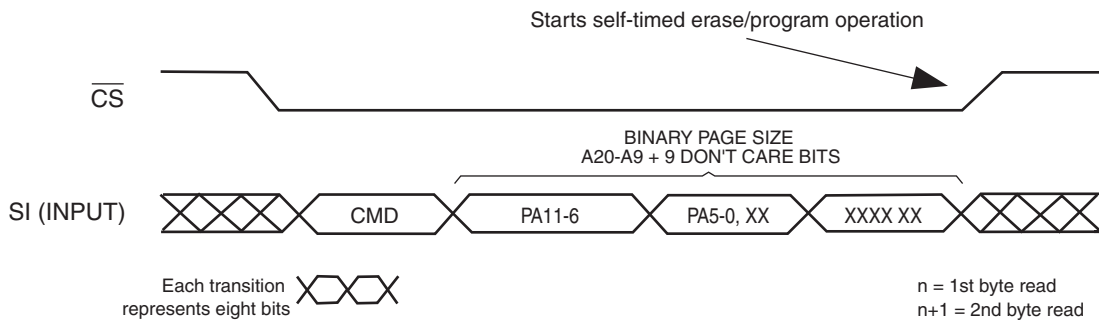 Starts self-timed erase/program operation
CS
BINARY PAGE SIZE
A20-A9 + 9 DON'T CARE BITS
SI (INPUT)
CMD
PA11-6
PA5-0, XX
XXXX XX
Each transition
represents eight bits
n = 1st byte read
n+1 = 2nd byte read